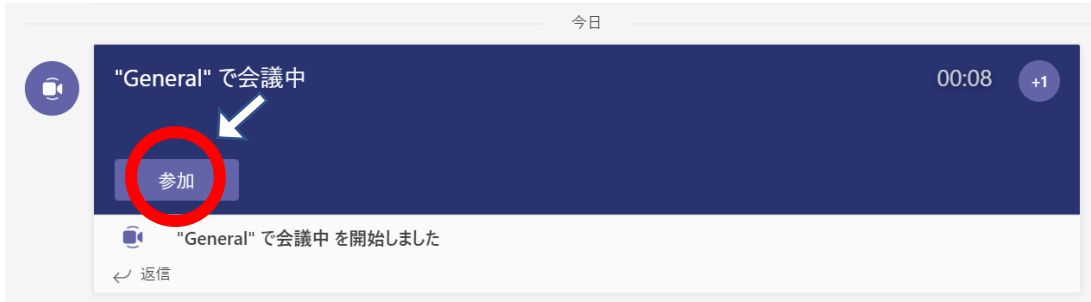 今日
"General" で会議中
00:08
+1
参加
"General" で会議中 を開始しました
返信